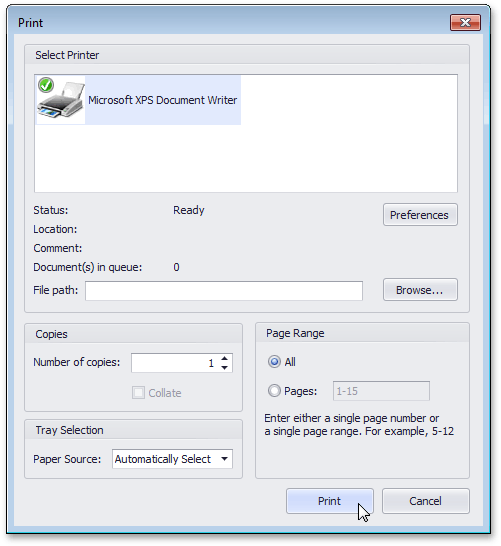 Print
Select Printer
Microsoft XPS Document Writer
Status: Ready
Preferences
Location:
Comment:
Document(s) in queue: 0
File path:
Browse...
Copies
Number of copies: 1
Collate
Tray Selection
Paper Source: Automatically Select
Page Range
All
Pages: 1-15
Enter either a single page number or
a single page range. For example, 5-12
Print
Cancel